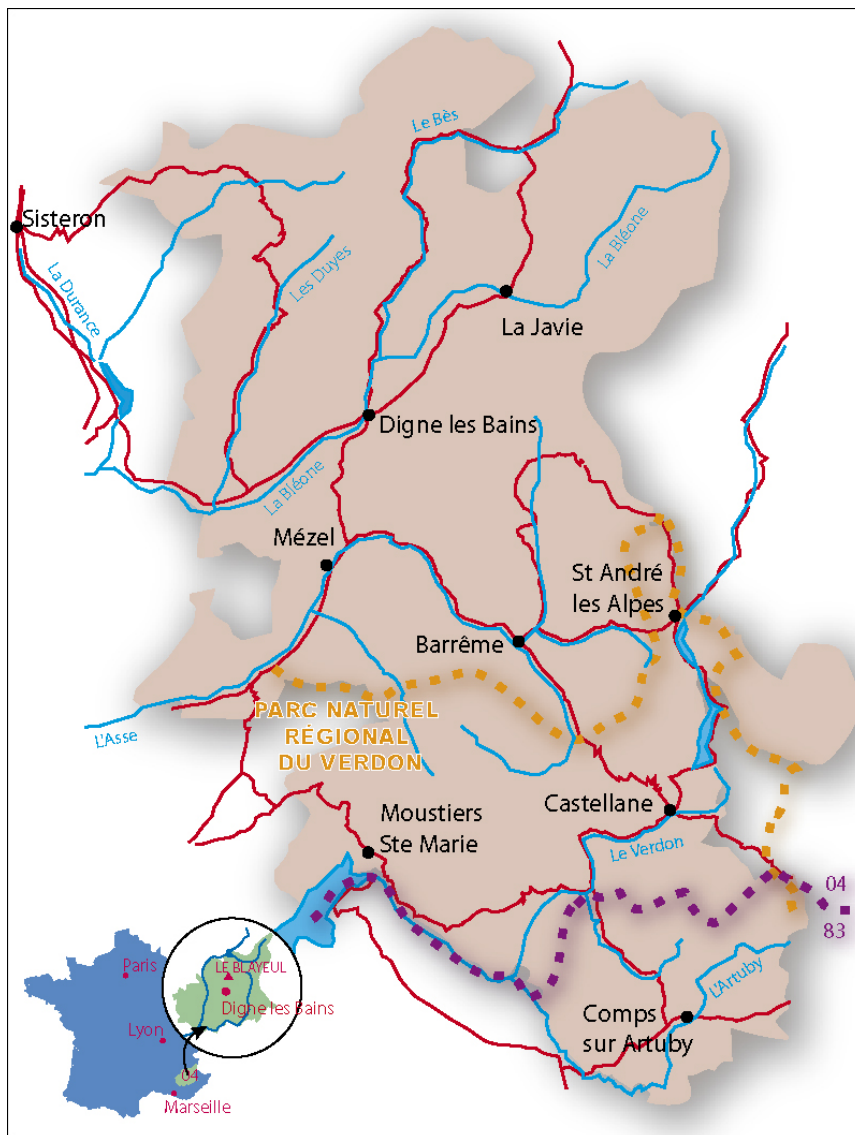 Le Bès
Sisteron
La Durance
Les Duyes
La Bléone
La Javie
Digne les Bains
La Bléone
Mézel
St André
les Alpes
Barrême
PARC NATUREL
RÉGIONAL
DU VERDON
L'Asse
Moustiers
Ste Marie
Castellane
Le Verdon
04
83
L'Artuby
Comps
sur Artuby
Paris
LE BLAYEUL
Digne les Bains
Lyon
04
Marseille